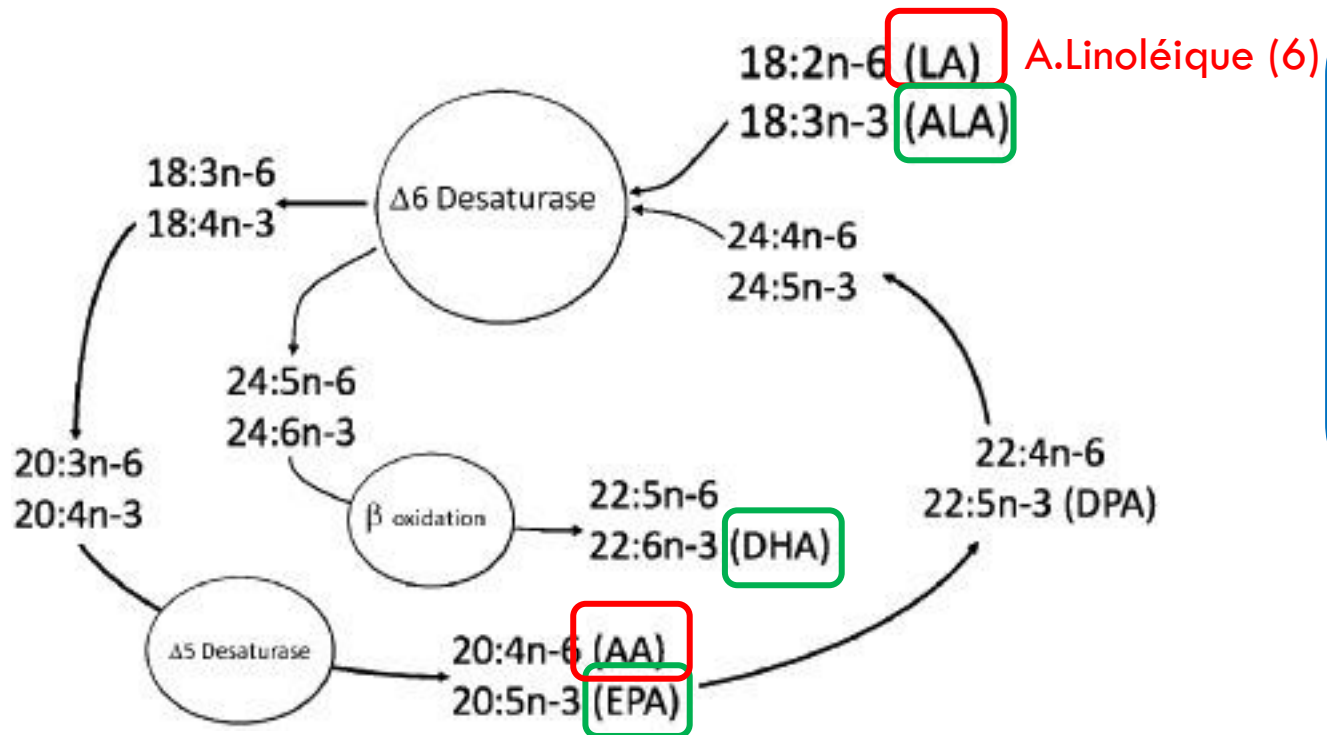 18:2n-6 (LA) A.Linoléique (6)
18:3n-3 (ALA)
Δ6 Desaturase
18:3n-6
18:4n-3
24:4n-6
24:5n-3
24:5n-6
24:6n-3
20:3n-6
20:4n-3
β oxidation
22:5n-6
22:6n-3 (DHA)
22:4n-6
22:5n-3 (DPA)
Δ5 Desaturase
20:4n-6 (AA)
20:5n-3 (EPA)